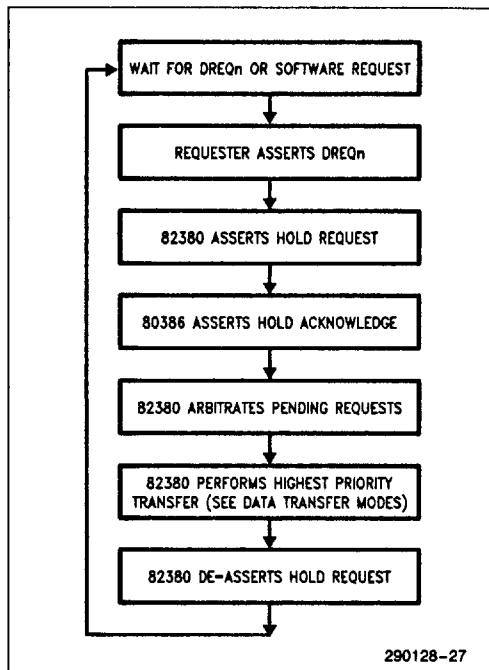 WAIT FOR DREQn OR SOFTWARE REQUEST
REQUESTER ASSERTS DREQn
82380 ASSERTS HOLD REQUEST
80386 ASSERTS HOLD ACKNOWLEDGE
82380 ARBITRATES PENDING REQUESTS
82380 PERFORMS HIGHEST PRIORITY
TRANSFER (SEE DATA TRANSFER MODES)
82380 DE-ASSERTS HOLD REQUEST
290128-27